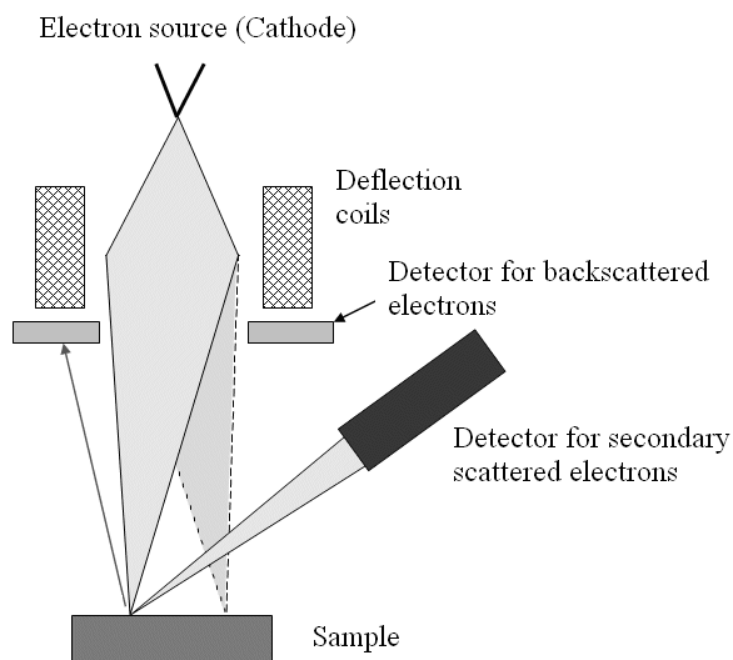 Electron source (Cathode)
Deflection
coils
Detector for backscattered
electrons
Detector for secondary
scattered electrons
Sample